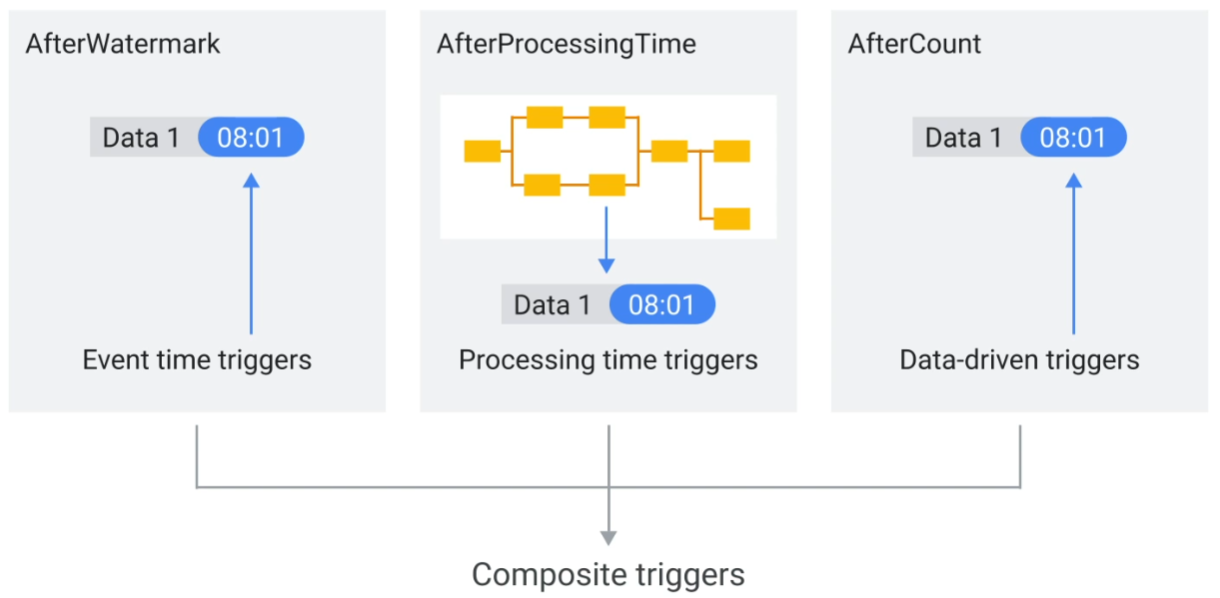 AfterWatermark
Data 1 08:01
Event time triggers
AfterProcessingTime
Data 1 08:01
Processing time triggers
AfterCount
Data 1 08:01
Data-driven triggers
Composite triggers